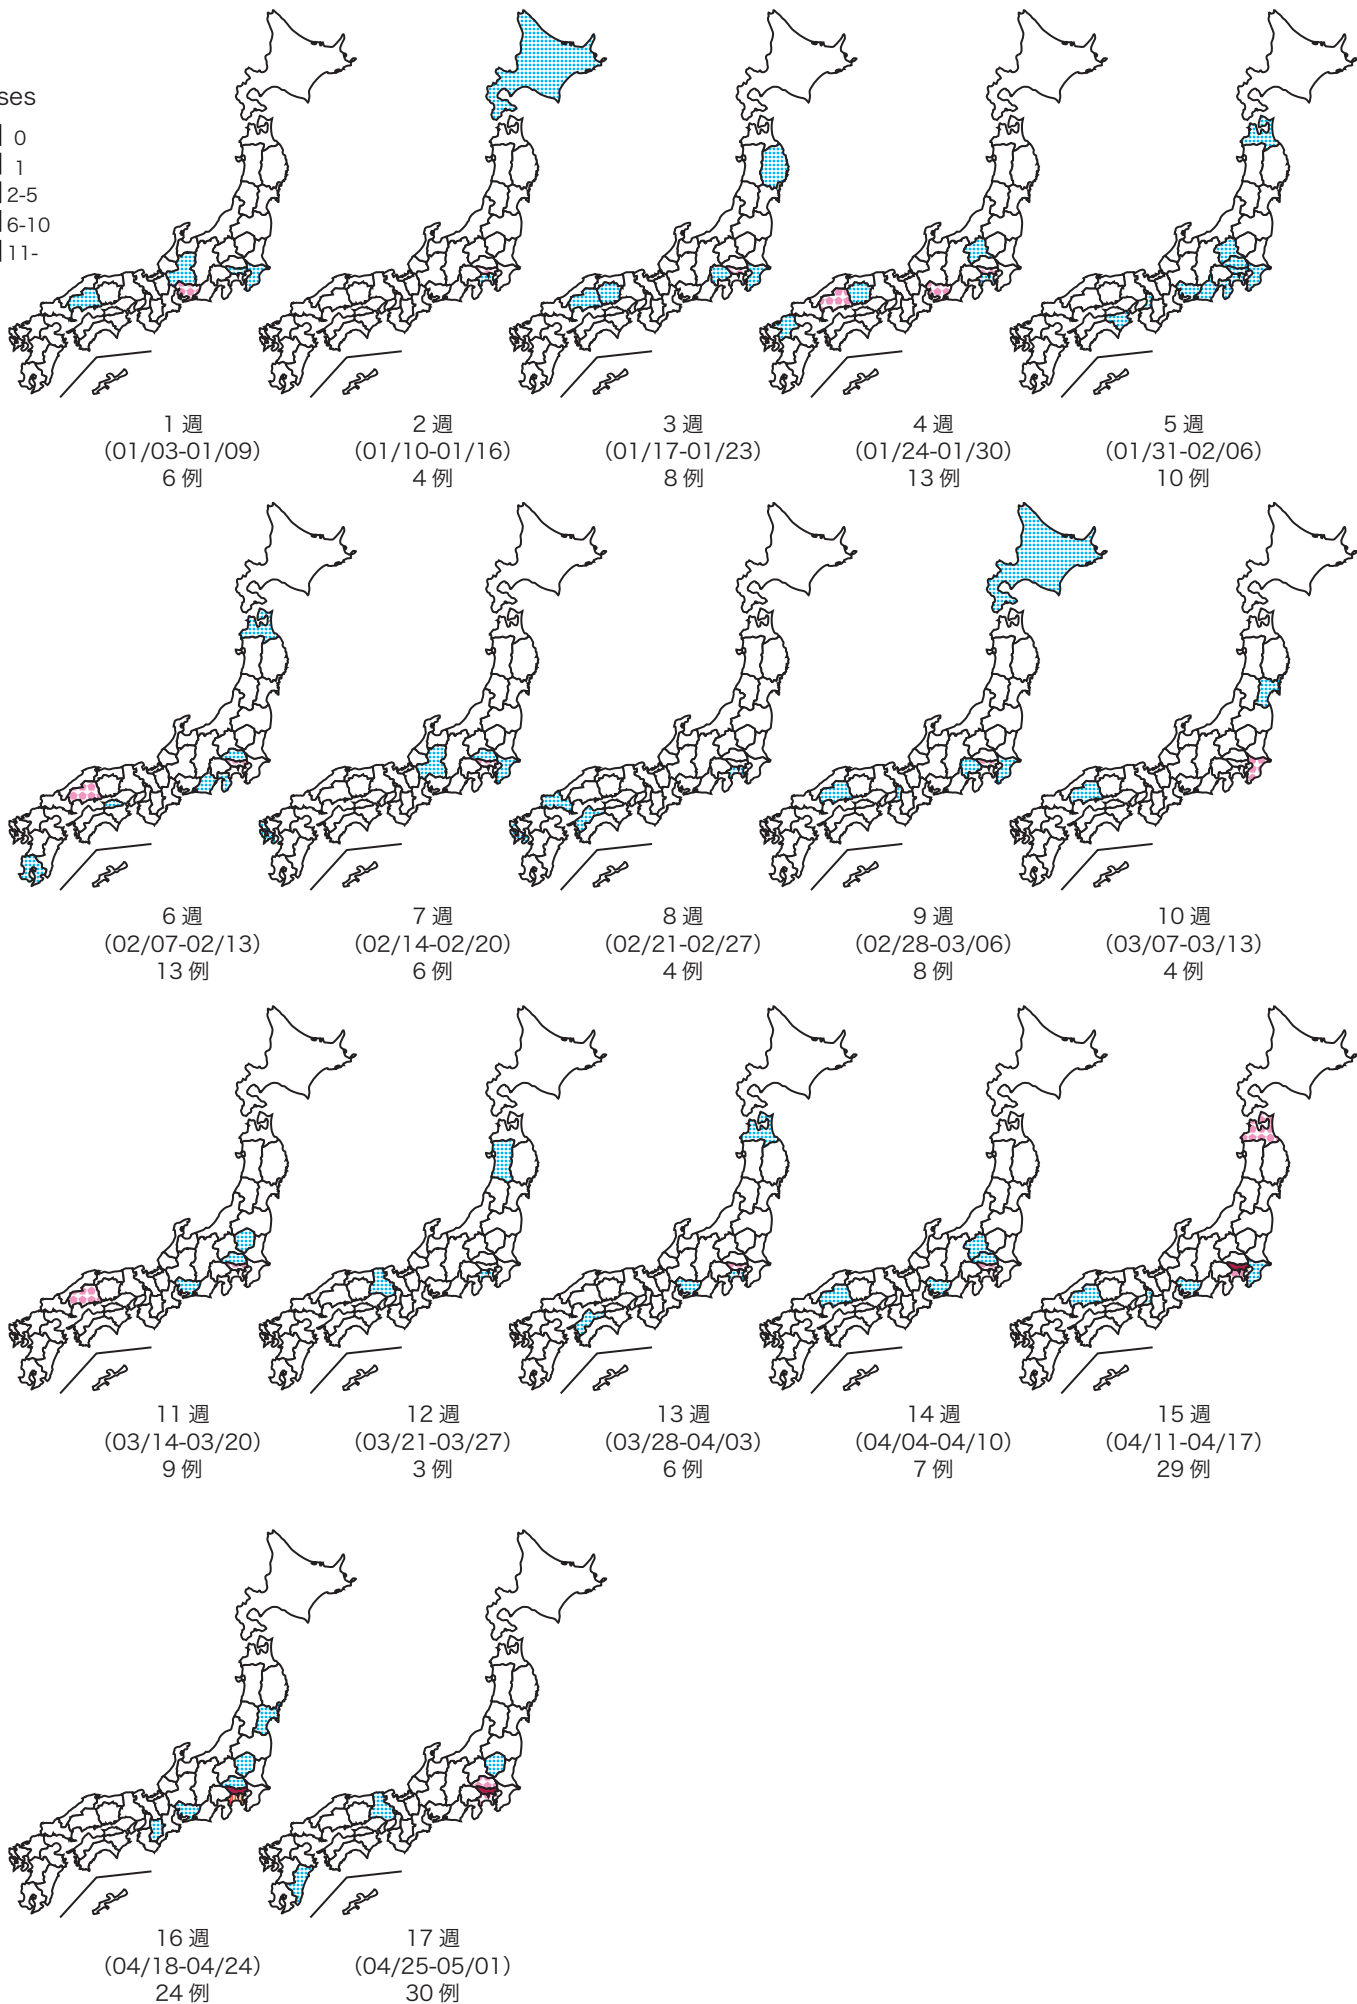 ses
0
1
2-5
6-10
11-
1 週
（01/03-01/09）
6 例
2 週
（01/10-01/16）
4 例
3 週
（01/17-01/23）
8 例
4 週
（01/24-01/30）
13 例
5 週
（01/31-02/06）
10 例
6 週
（02/07-02/13）
13 例
7 週
（02/14-02/20）
6 例
8 週
（02/21-02/27）
4 例
9 週
（02/28-03/06）
8 例
10 週
（03/07-03/13）
4 例
11 週
（03/14-03/20）
9 例
12 週
（03/21-03/27）
3 例
13 週
（03/28-04/03）
6 例
14 週
（04/04-04/10）
7 例
15 週
（04/11-04/17）
29 例
16 週
（04/18-04/24）
24 例
17 週
（04/25-05/01）
30 例